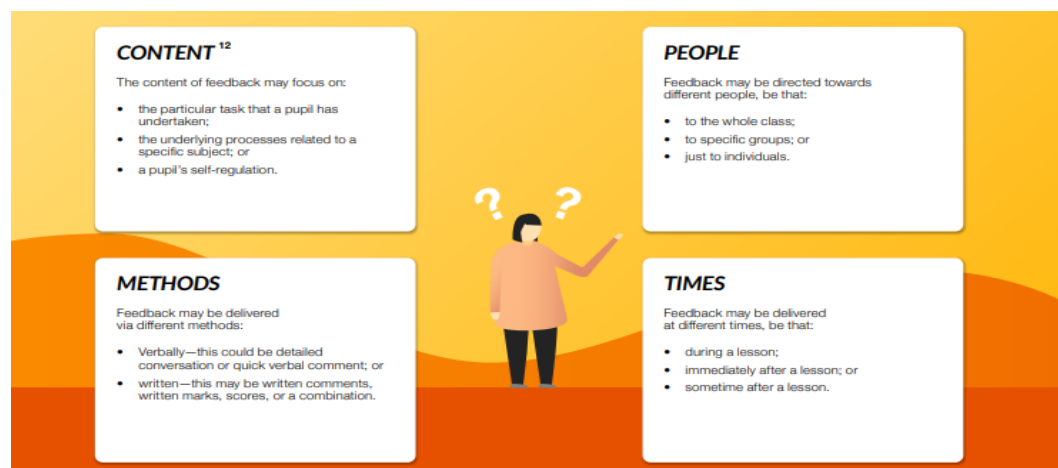 CONTENT 12
The content of feedback may focus on:
• the particular task that a pupil has
undertaken;
• the underlying processes related to a
specific subject; or
• a pupil's self-regulation.
PEOPLE
Feedback may be directed towards
different people, be that:
• to the whole class;
• to specific groups; or
• just to individuals.
? ?
METHODS
Feedback may be delivered
via different methods:
• Verbally—this could be detailed
conversation or quick verbal comment; or
• written—this may be written comments,
written marks, scores, or a combination.
TIMES
Feedback may be delivered
at different times, be that:
• during a lesson;
• immediately after a lesson; or
• sometime after a lesson.